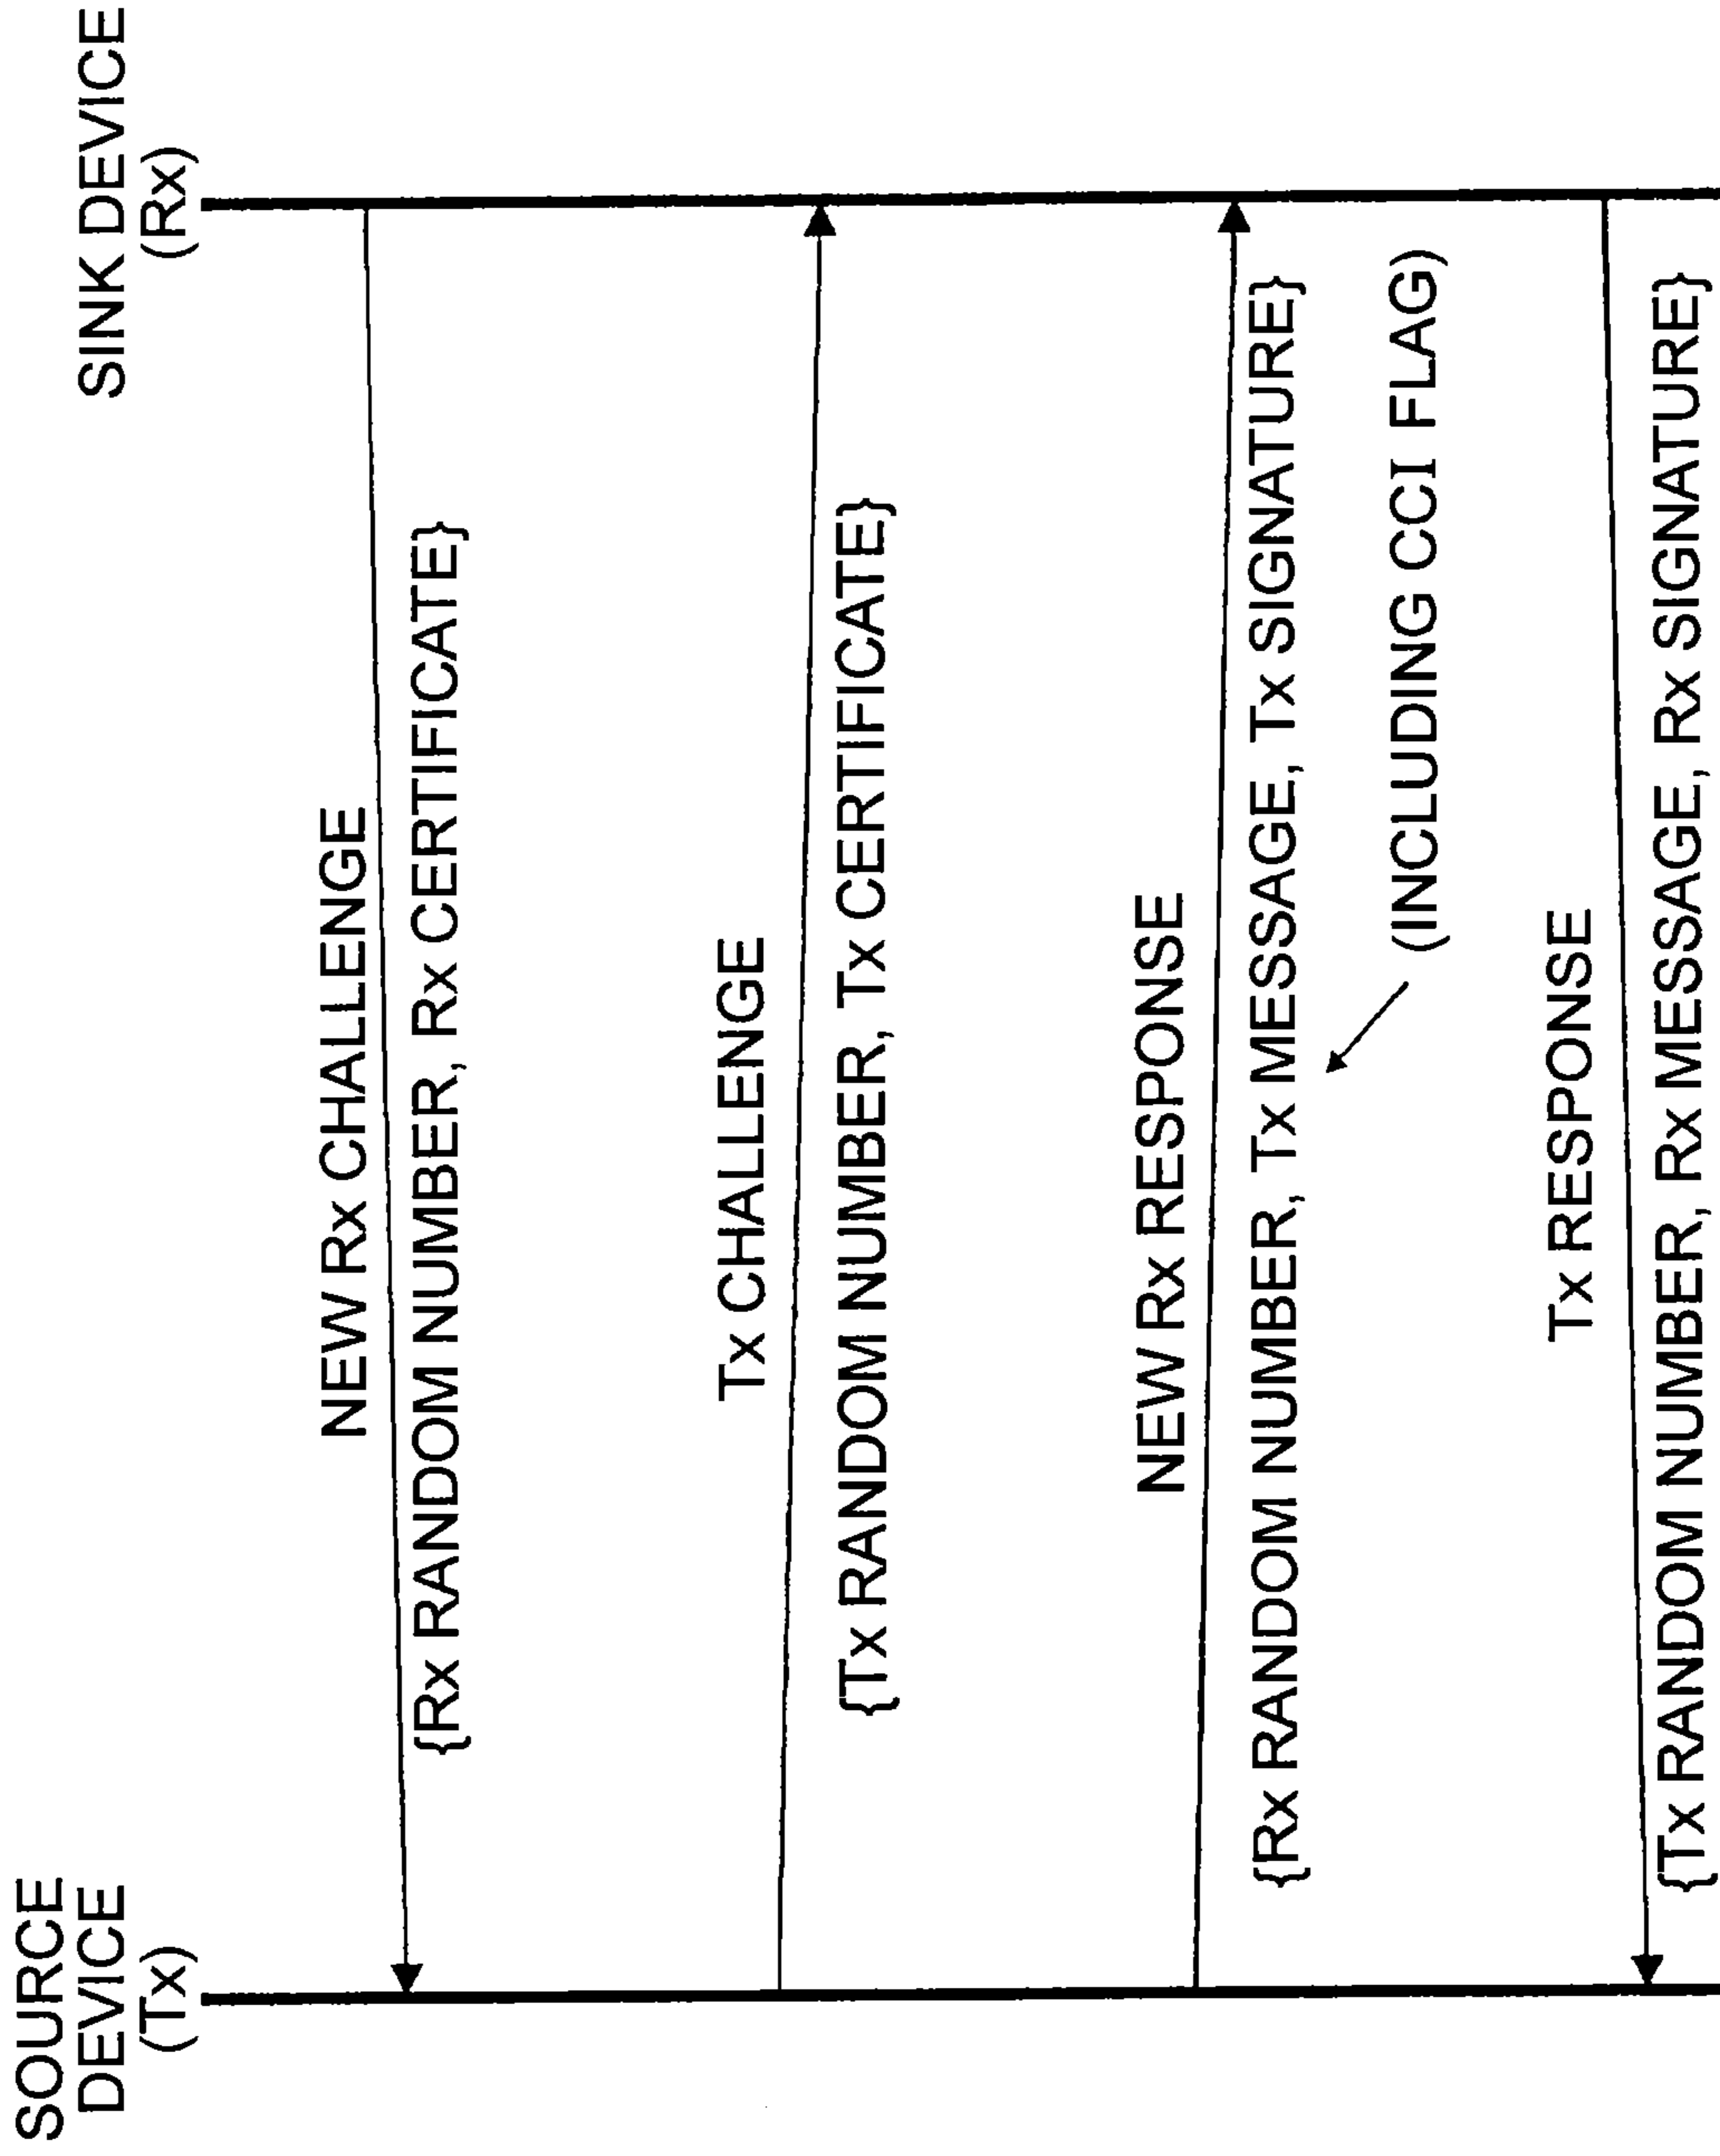 SOURCE
DEVICE
(Tx)
SINK DEVICE
(Rx)
NEW Rx CHALLENGE
{Rx RANDOM NUMBER, Rx CERTIFICATE}
Tx CHALLENGE
{Tx RANDOM NUMBER, Tx CERTIFICATE}
NEW Rx RESPONSE
{Rx RANDOM NUMBER, Tx MESSAGE, Tx SIGNATURE}
(INCLUDING CCI FLAG)
Tx RESPONSE
{Tx RANDOM NUMBER, Rx MESSAGE, Rx SIGNATURE}